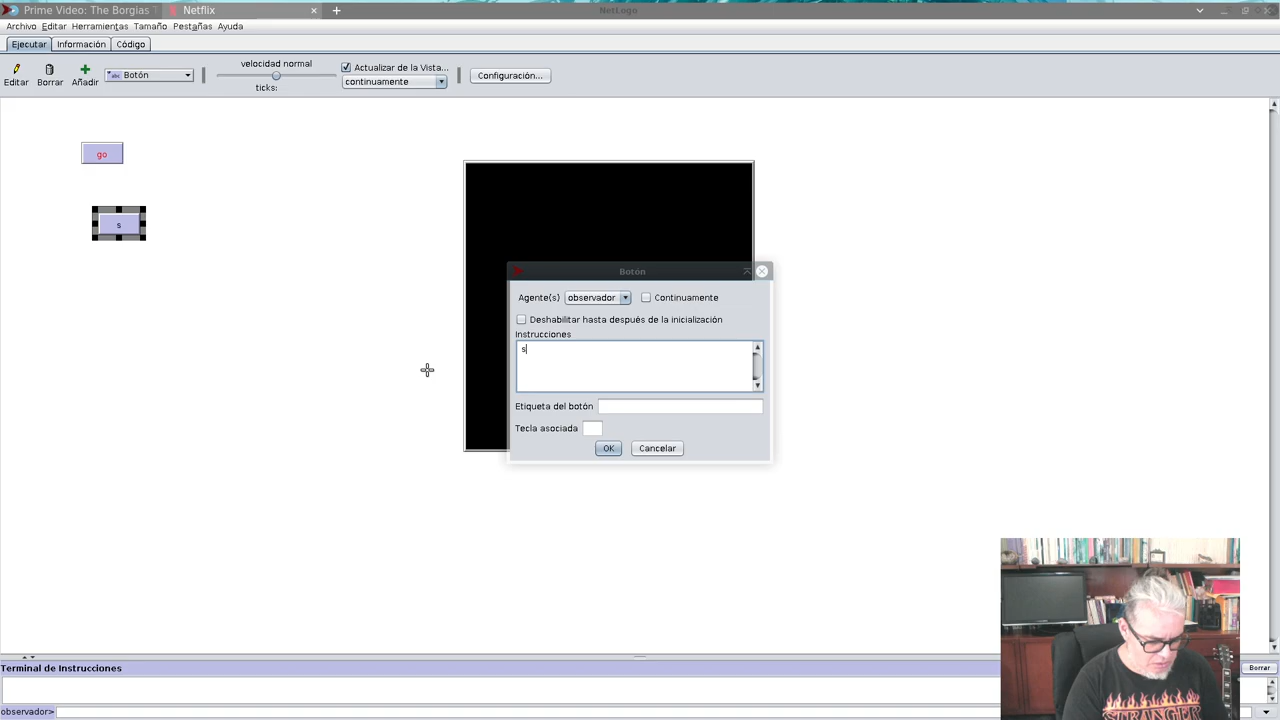 Prime Video: The Borgias T
Netflix
NetLogo
Archivo Editar Herramientas Tamaño Pestañas Ayuda
Ejecutar Información Código
velocidad normal
Actualizar de la Vista...
Editar Borrar Añadir
abc Botón
ticks:
continuamente
Configuración...
go
s
Botón
Agente(s) observador Continuamente
Deshabilitar hasta después de la inicialización
Instrucciones
s
Etiqueta del botón
Tecla asociada
OK Cancelar
STRANGER
Terminal de Instrucciones
Borrar
observador>